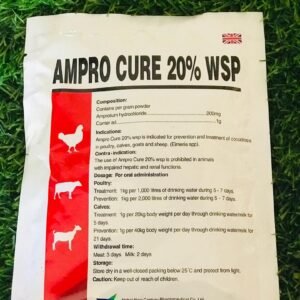 AMPRO CURE 20% WSP
Composition:
Contains per gram powder
Amprolium hydrochloride 200mg
Carrier ad 1g
Indications:
Ampro Cure 20% wsp is indicated for prevention and treatment of coccidiosis
in poultry, calves, goats and sheep. (Eimeria spp).
Contra-indication:
The use of Ampro Cure 20% wsp is prohibited in animals
with impaired hepatic and renal functions.
Dosage: For oral administration
Poultry:
Treatment: 1kg per 1,000 litres of drinking water during 5 - 7 days.
Prevention: 1kg per 2,000 litres of drinking water during 5 - 7 days.
Calves:
Treatment: 1gm per 20kg body weight per day through drinking water/milk for
5 days.
Prevention: 1gm per 40kg body weight per day through drinking water/milk for
21 days.
Withdrawal time:
Meat: 3 days Milk: 2 days
Storage:
Store dry in a well-closed packing below 25°C and protect from light.
Caution: Keep out of reach of children.